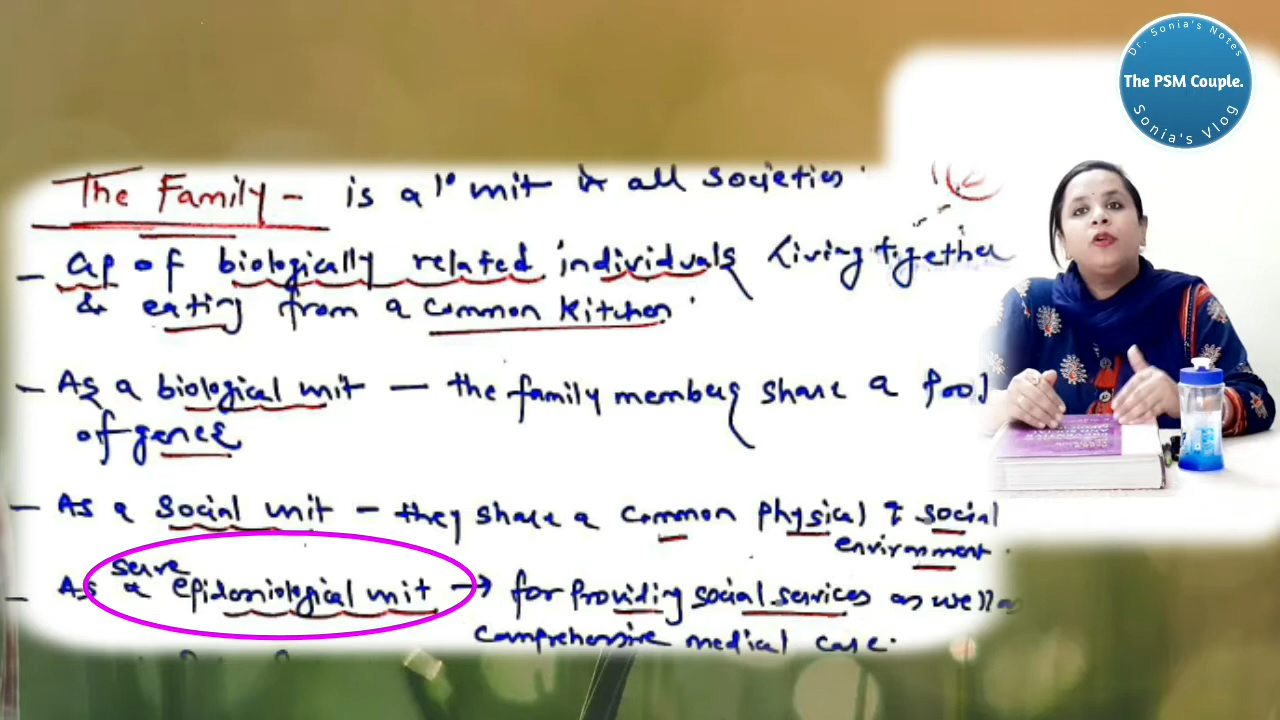 Dr. Sonia's Notes
The PSM Couple.
Sonia's Vlog
The Family - is a 1° unit in all societies.
- Gp of biologically related individuals living together
& eating from a common kitchen.
- As a biological unit — the family members share a pool
of genes
- As a social unit - they share a common physical & social
environment.
- As serve a epidemiological unit → for providing social services as well as
comprehensive medical care.